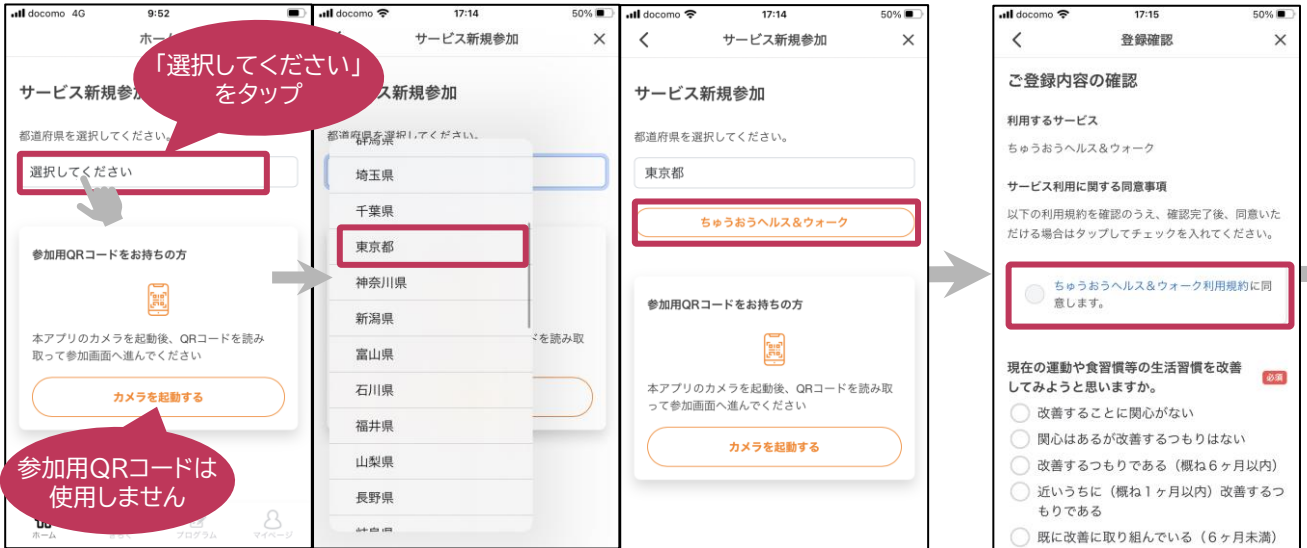 docomo 4G 9:52
ホーム
「選択してください」
をタップ
サービス新規参加
都道府県を選択してください。
選択してください
参加用QRコードをお持ちの方
本アプリのカメラを起動後、QRコードを読み
取って参加画面へ進んでください
カメラを起動する
参加用QRコードは
使用しません
ホーム
プログラム
マイページ
docomo 17:14 50%
サービス新規参加
ス新規参加
都道府県を選択してください。
群馬県
埼玉県
千葉県
東京都
神奈川県
新潟県
富山県
石川県
福井県
山梨県
長野県
岐阜県
ドを読み取
docomo 17:14 50%
サービス新規参加
サービス新規参加
都道府県を選択してください。
東京都
ちゅうおうヘルス&ウォーク
参加用QRコードをお持ちの方
本アプリのカメラを起動後、QRコードを読み取
って参加画面へ進んでください
カメラを起動する
docomo 17:15 50%
登録確認
ご登録内容の確認
利用するサービス
ちゅうおうヘルス&ウォーク
サービス利用に関する同意事項
以下の利用規約を確認のうえ、確認完了後、同意いた
だける場合はタップしてチェックを入れてください。
ちゅうおうヘルス&ウォーク利用規約に同
意します。
現在の運動や食習慣等の生活習慣を改善
してみようと思いますか。
必須
改善することに関心がない
関心はあるが改善するつもりはない
改善するつもりである（概ね6ヶ月以内）
近いうちに（概ね1ヶ月以内）改善するつ
もりである
既に改善に取り組んでいる（6ヶ月未満）